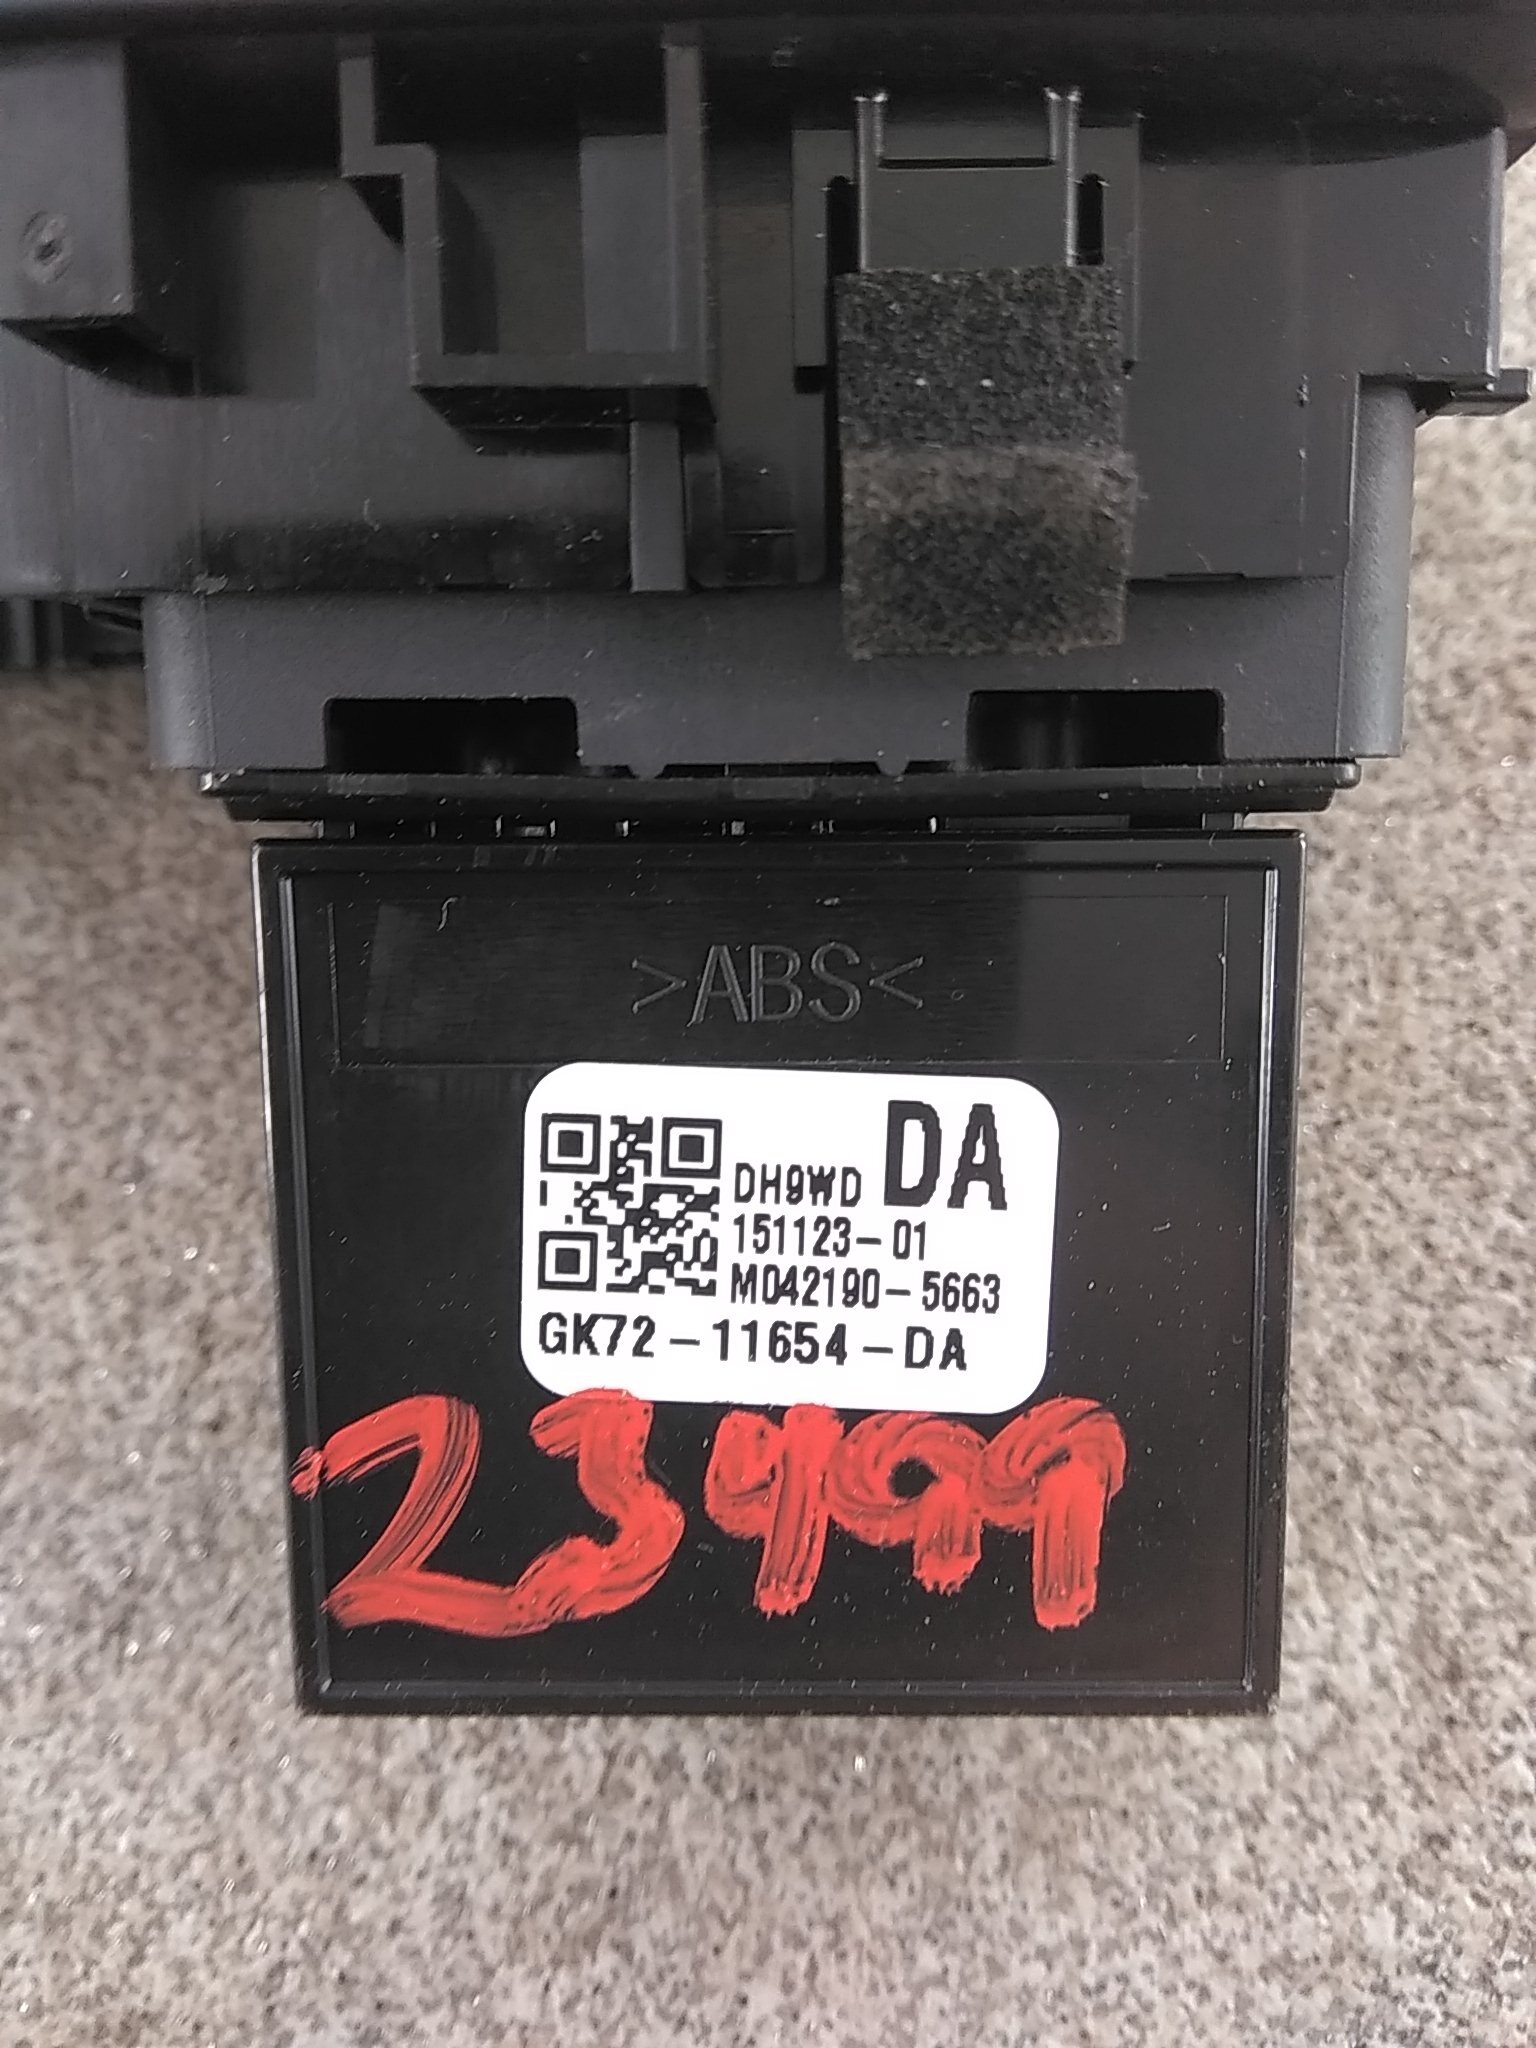 >ABS<
DA
DH9WD
151123-01
M042190-5663
GK72-11654-DA
23499